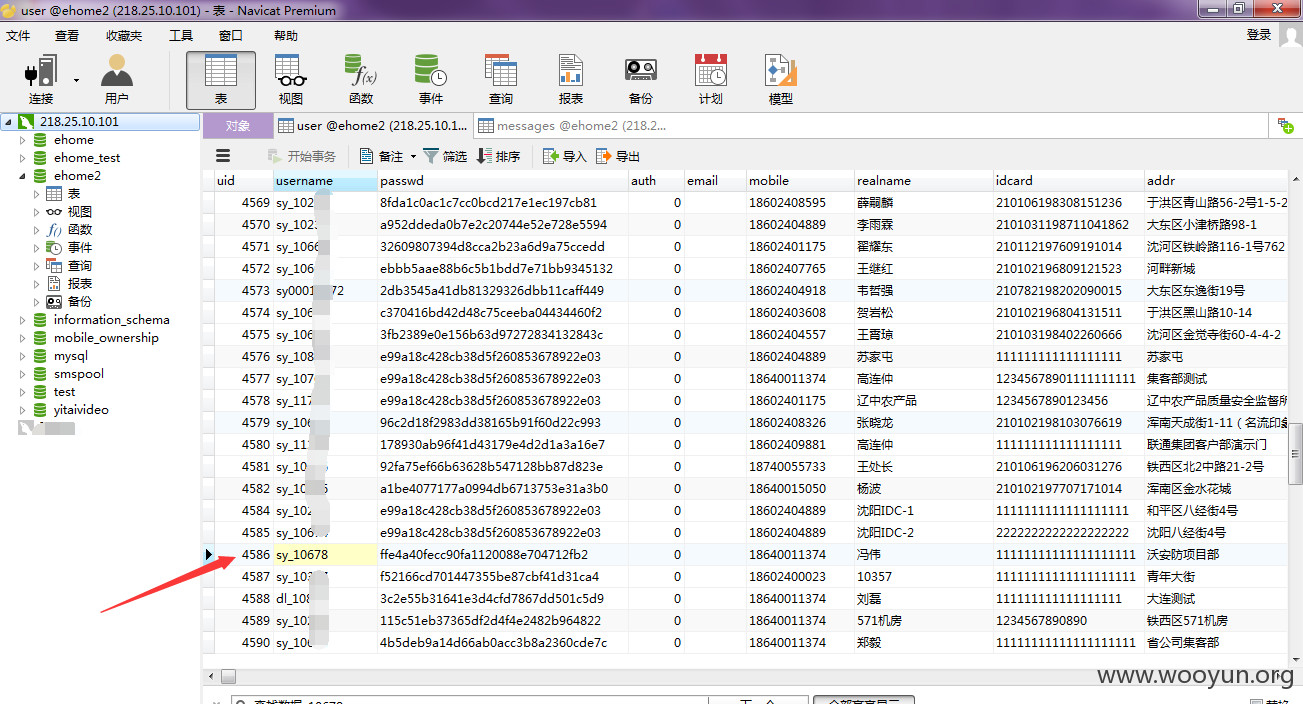 user @ehome2 (218.25.10.101) - 表 - Navicat Premium
文件 查看 收藏夹 工具 窗口 帮助 登录
连接 用户 表 视图 函数 事件 查询 报表 备份 计划 模型
218.25.10.101
ehome
ehome_test
ehome2
表
视图
函数
事件
查询
报表
备份
information_schema
mobile_ownership
mysql
smspool
test
yitaivideo
对象 user @ehome2 (218.25.10.1... messages @ehome2 (218.2...
开始事务 备注 筛选 排序 导入 导出
uid username passwd auth email mobile realname idcard addr
4569 sy_102 8fda1c0ac1c7cc0bcd217e1ec197cb81 0 18602408595 薛嗣麟 210106198308151236 于洪区青山路56-2号1-5-2
4570 sy_102 a952ddeda0b7e2c20744e52e728e5594 0 18602404889 李雨霖 2101031198711041862 大东区小津桥路98-1
4571 sy_1066 32609807394d8cca2b23a6d9a75ccedd 0 18602401175 翟耀东 210112197609191014 沈河区铁岭路116-1号762
4572 sy_106 ebbb5aae88b6c5b1bdd7e71bb9345132 0 18602407765 王继红 210102196809121523 河畔新城
4573 sy001 72 2db3545a41db81329326dbb11caff449 0 18602404918 韦哲强 210782198202090015 大东区东逸街19号
4574 sy_106 c370416bd42d48c75ceeba04434460f2 0 18602403608 贺岩松 210102196804131511 于洪区黑山路10-14
4575 sy_106 3fb2389e0e156b63d97272834132843c 0 18602404557 王霄琼 210103198402260666 沈河区金觉寺街60-4-4-2
4576 sy_108 e99a18c428cb38d5f260853678922e03 0 18602404889 苏家屯 1111111111111111111 苏家屯
4577 sy_107 e99a18c428cb38d5f260853678922e03 0 18640011374 高连仲 12345678901111111111 集客部测试
4578 sy_117 e99a18c428cb38d5f260853678922e03 0 18602401175 辽中农产品 1234567890123456 辽中农产品质量安全监督所
4579 sy_106 96c2d18f2983dd38165b91f60d22c993 0 18602408326 张晓龙 210102198103076619 浑南天成街1-11（名流印象
4580 sy_11 178930ab96f41d43179e4d2d1a3a16e7 0 18602409881 高连仲 11111111111111111111 联通集团客户部演示门
4581 sy_10 92fa75ef66b63628b547128bb87d823e 0 18740055733 王处长 210106196206031276 铁西区北2中路21-2号
4582 sy_10 a1be4077177a0994db6713753e31a3b0 0 18640015050 杨波 210102197707171014 浑南区金水花城
4584 sy_102 e99a18c428cb38d5f260853678922e03 0 18602404889 沈阳IDC-1 1111111111111111111 和平区八经街4号
4585 sy_106 e99a18c428cb38d5f260853678922e03 0 18602404889 沈阳IDC-2 2222222222222222222 沈阳八经街4号
4586 sy_10678 ffe4a40fecc90fa1120088e704712fb2 0 18640011374 冯伟 11111111111111111111 沃安防项目部
4587 sy_103 f52166cd701447355be87cbf41d31ca4 0 18602400023 10357 11111111111111111111 青年大街
4588 dl_108 3c2e55b31641e3d4cfd7867dd501c5d9 0 18640011374 刘磊 1111111111111111111 大连测试
4589 sy_102 115c51eb37365df2d4f4e2482b964822 0 18640011374 571机房 1234567890890 铁西区571机房
4590 sy_106 4b5deb9a14d66ab0acc3b8a2360cde7c 0 18640011374 郑毅 11111111111111111111 省公司集客部
www.wooyun.org